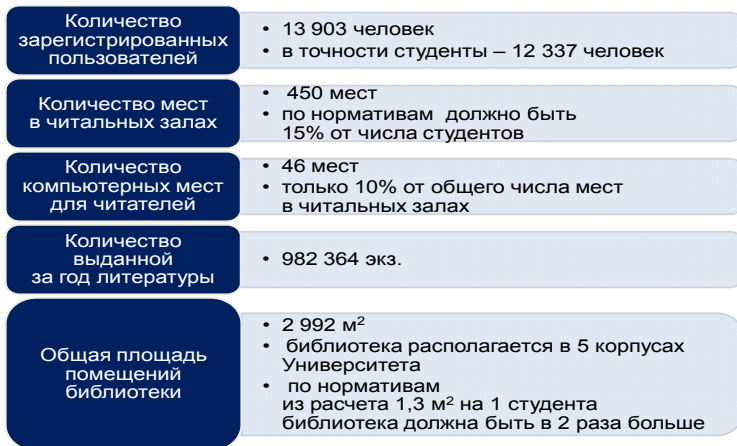 Количество
зарегистрированных
пользователей
• 13 903 человек
• в точности студенты – 12 337 человек
Количество мест
в читальных залах
• 450 мест
• по нормативам должно быть
15% от числа студентов
Количество
компьютерных мест
для читателей
• 46 мест
• только 10% от общего числа мест
в читальных залах
Количество
выданной
за год литературы
• 982 364 экз.
Общая площадь
помещений
библиотеки
• 2 992 м²
• библиотека располагается в 5 корпусах
Университета
• по нормативам
из расчета 1,3 м² на 1 студента
библиотека должна быть в 2 раза больше